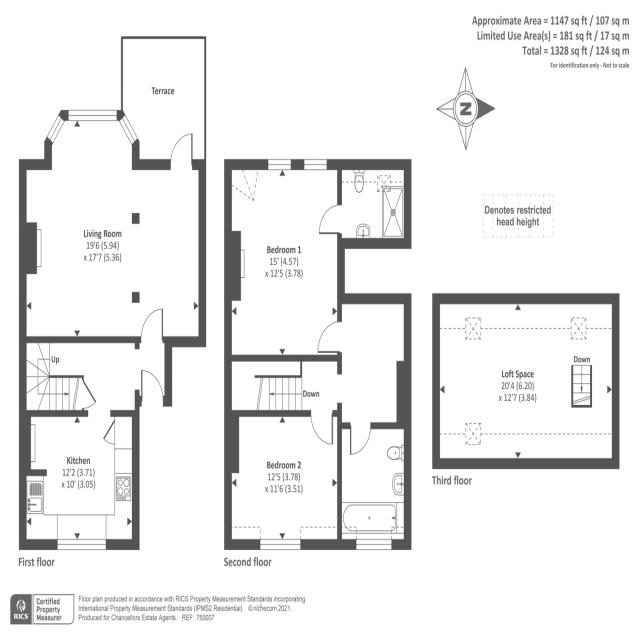 Approximate Area = 1147 sq ft / 107 sq m
Limited Use Area(s) = 181 sq ft / 17 sq m
Total = 1328 sq ft / 124 sq m
For identification only - Not to scale
N
Terrace
Denotes restricted
head height
Living Room
19'6 (5.94)
x 17'7 (5.36)
Bedroom 1
15' (4.57)
x 12'5 (3.78)
Up
Down
Down
Loft Space
20'4 (6.20)
x 12'7 (3.84)
Kitchen
12'2 (3.71)
x 10' (3.05)
Bedroom 2
12'5 (3.78)
x 11'6 (3.51)
Third floor
First floor
Second floor
RICS
Certified
Property
Measurer
Floor plan produced in accordance with RICS Property Measurement Standards incorporating
International Property Measurement Standards (IPMS2 Residential). © nichecom 2021.
Produced for Chancellors Estate Agents. REF: 750007